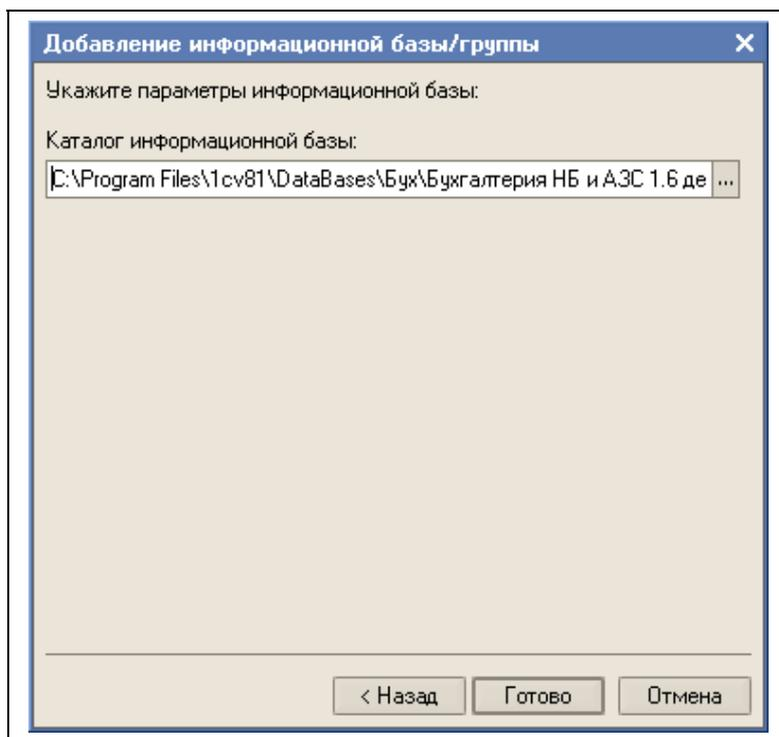 Добавление информационной базы/группы
Укажите параметры информационной базы:
Каталог информационной базы:
C:\Program Files\1cv81\DataBases\Бух\Бухгалтерия НБ и АЗС 1.6 де ...
< Назад Готово Отмена